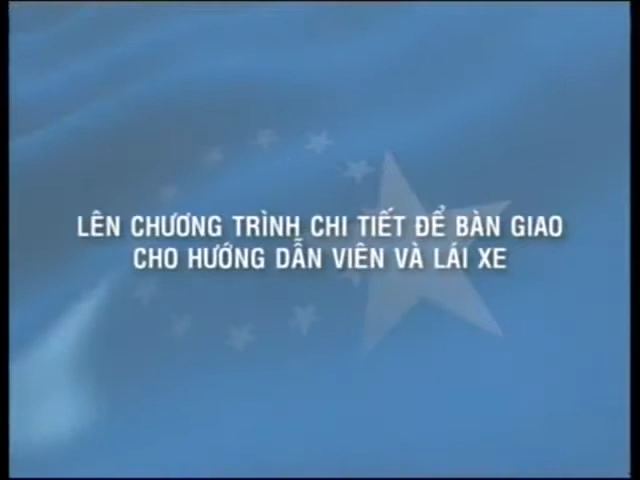 LÊN CHƯƠNG TRÌNH CHI TIẾT ĐỂ BÀN GIAO
CHO HƯỚNG DẪN VIÊN VÀ LÁI XE